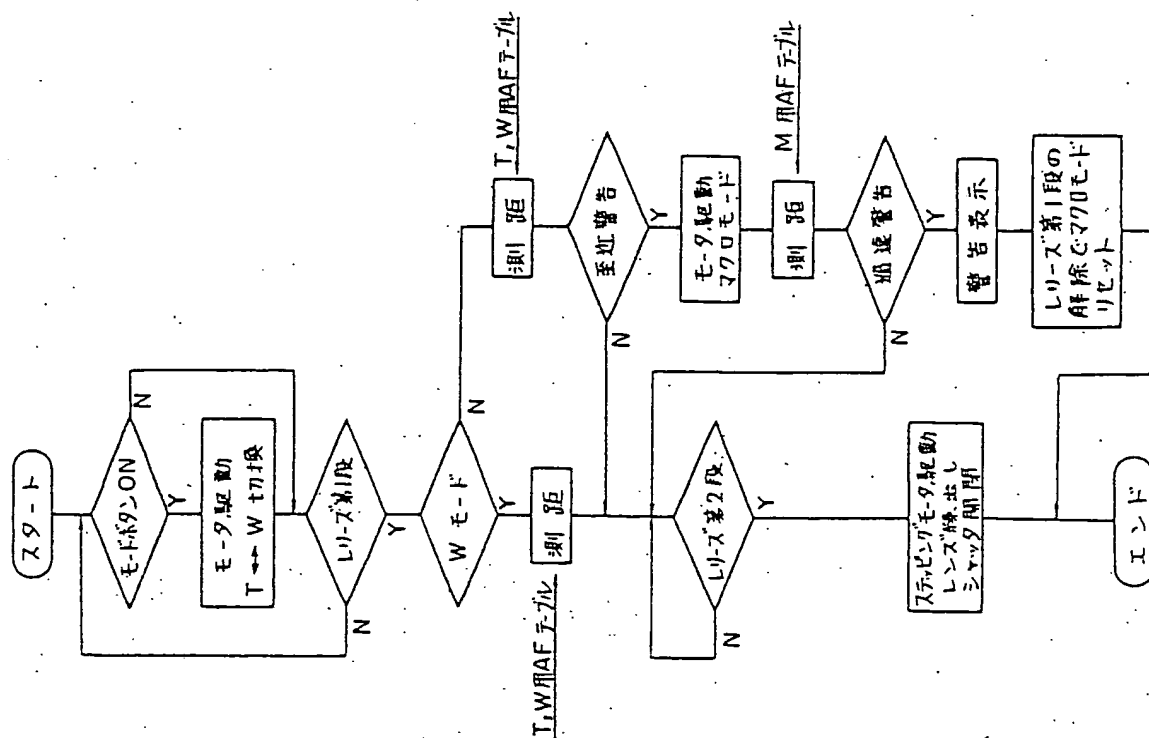 スタート
モードボタンON
N
Y
モータ駆動
T ↔ W 切換
レリーズ第1段
N
Y
W モード
N
Y
測 距
T,W用AFテーブル
測 距
T,W用AFテーブル
至近警告
N
Y
モータ駆動
マクロモード
測 距
M用AFテーブル
過遠警告
N
Y
警告表示
レリーズ第1段の
解除でマクロモード
リセット
レリーズ第2段
N
Y
ステッピングモータ駆動
レンズ繰出し
シャッタ開閉
エンド